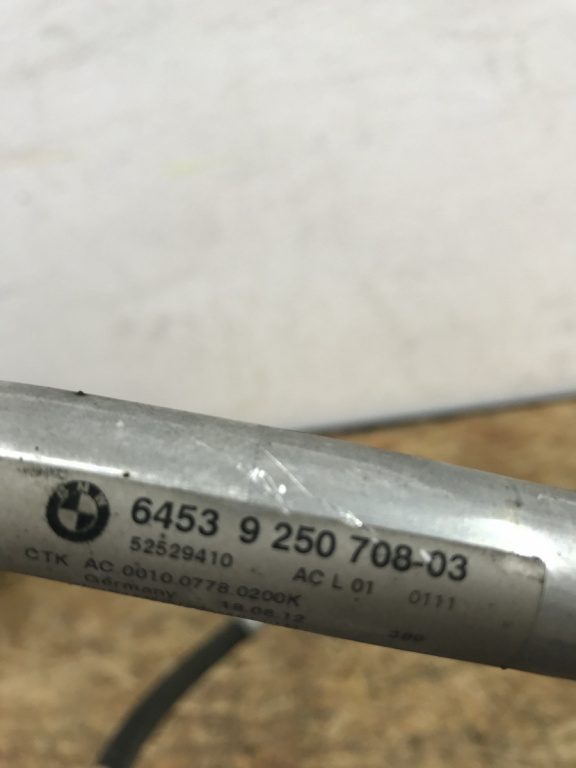 BMW
6453 9 250 708-03
52529410 AC L 01 0111
CTK AC.0010.0778.0200K
Germany 18.06.12 380